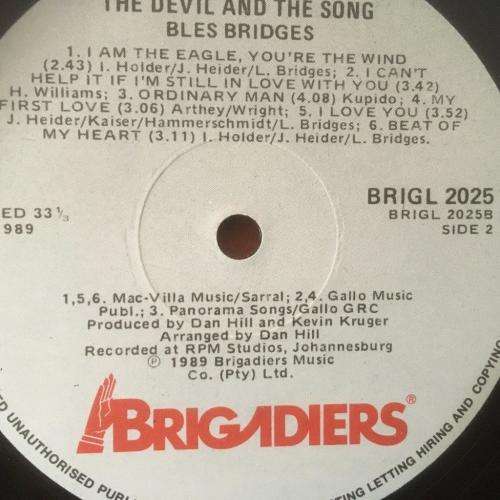 THE DEVIL AND THE SONG
BLES BRIDGES
1. I AM THE EAGLE, YOU'RE THE WIND
(2.43) I. Holder/J. Heider/L. Bridges; 2. I CAN'T
HELP IT IF I'M STILL IN LOVE WITH YOU (3.42)
H. Williams; 3. ORDINARY MAN (4.08) Kupido; 4. MY
FIRST LOVE (3.06) Arthey/Wright; 5. I LOVE YOU (3.52)
J. Heider/Kaiser/Hammerschmidt/L. Bridges; 6. BEAT OF
MY HEART (3.11) I. Holder/J. Heider/L. Bridges.
BRIGL 2025
ED 33⅓ BRIGL 2025B
989 SIDE 2
1,5,6. Mac-Villa Music/Sarral; 2,4. Gallo Music
Publ.; 3. Panorama Songs/Gallo GRC
Produced by Dan Hill and Kevin Kruger
Arranged by Dan Hill
Recorded at RPM Studios, Johannesburg
℗ 1989 Brigadiers Music
Co. (Pty) Ltd.
BRIGADIERS®
ED UNAUTHORISED PUBL
TING LETTING HIRING AND COPYING